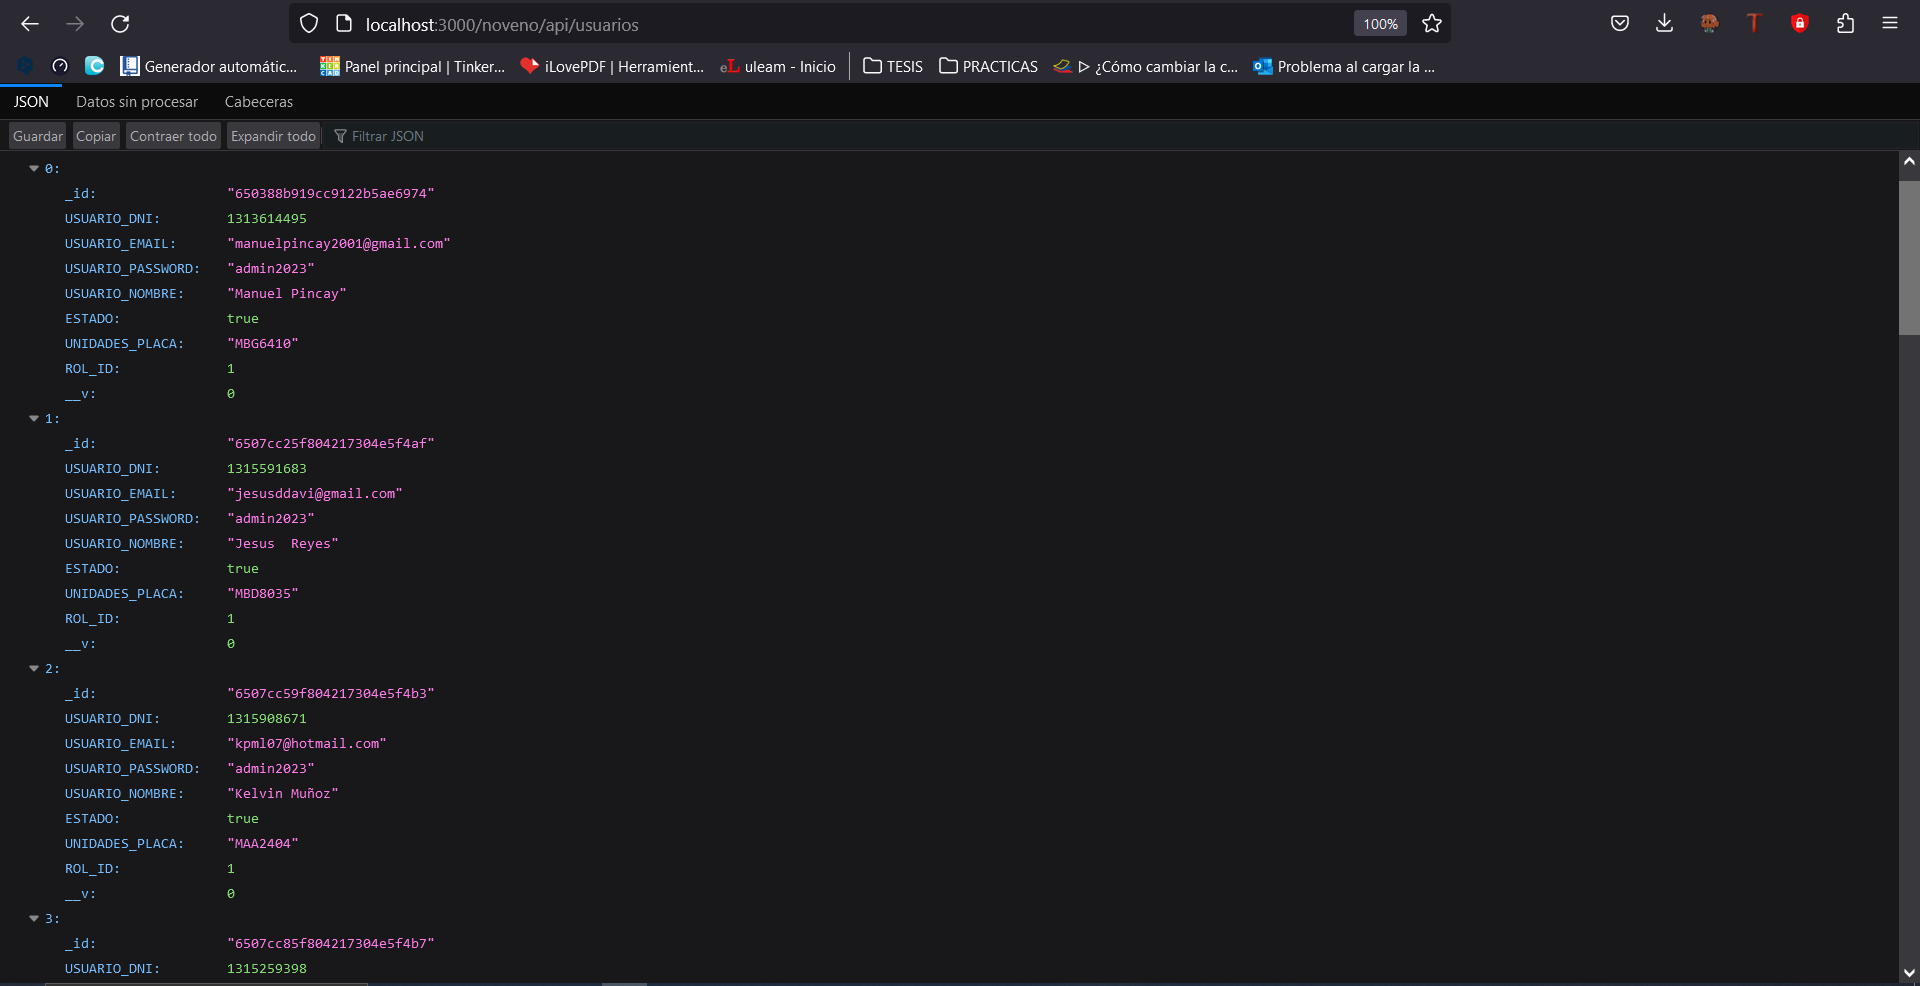 localhost:3000/noveno/api/usuarios 100%
Generador automátic... Panel principal | Tinker... iLovePDF | Herrament... uleam - Inicio TESIS PRACTICAS ▷ ¿Cómo cambiar la c... Problema al cargar la ...
JSON Datos sin procesar Cabeceras
Guardar Copiar Contraer todo Expandir todo Filtrar JSON
0:
_id: "650388b919cc9122b5ae6974"
USUARIO_DNI: 1313614495
USUARIO_EMAIL: "manuelpincay2001@gmail.com"
USUARIO_PASSWORD: "admin2023"
USUARIO_NOMBRE: "Manuel Pincay"
ESTADO: true
UNIDADES_PLACA: "MBG6410"
ROL_ID: 1
__v: 0
1:
_id: "6507cc25f804217304e5f4af"
USUARIO_DNI: 1315591683
USUARIO_EMAIL: "jesusddavi@gmail.com"
USUARIO_PASSWORD: "admin2023"
USUARIO_NOMBRE: "Jesus  Reyes"
ESTADO: true
UNIDADES_PLACA: "MBD8035"
ROL_ID: 1
__v: 0
2:
_id: "6507cc59f804217304e5f4b3"
USUARIO_DNI: 1315908671
USUARIO_EMAIL: "kpml07@hotmail.com"
USUARIO_PASSWORD: "admin2023"
USUARIO_NOMBRE: "Kelvin Muñoz"
ESTADO: true
UNIDADES_PLACA: "MAA2404"
ROL_ID: 1
__v: 0
3:
_id: "6507cc85f804217304e5f4b7"
USUARIO_DNI: 1315259398